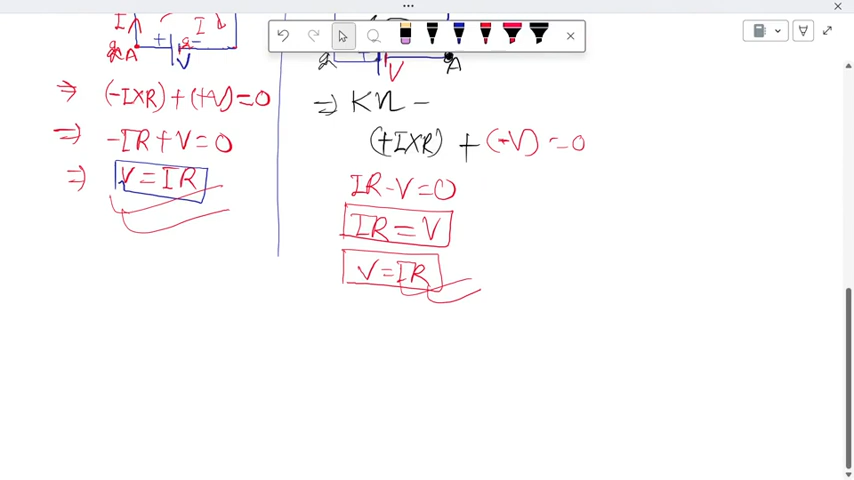 I I
+ -
A V
⇒ (-I×R) + (+V) = 0
⇒ -IR + V = 0
⇒ V = IR
+ V A
⇒ KVL -
(+I×R) + (-V) = 0
IR - V = 0
IR = V
V = IR